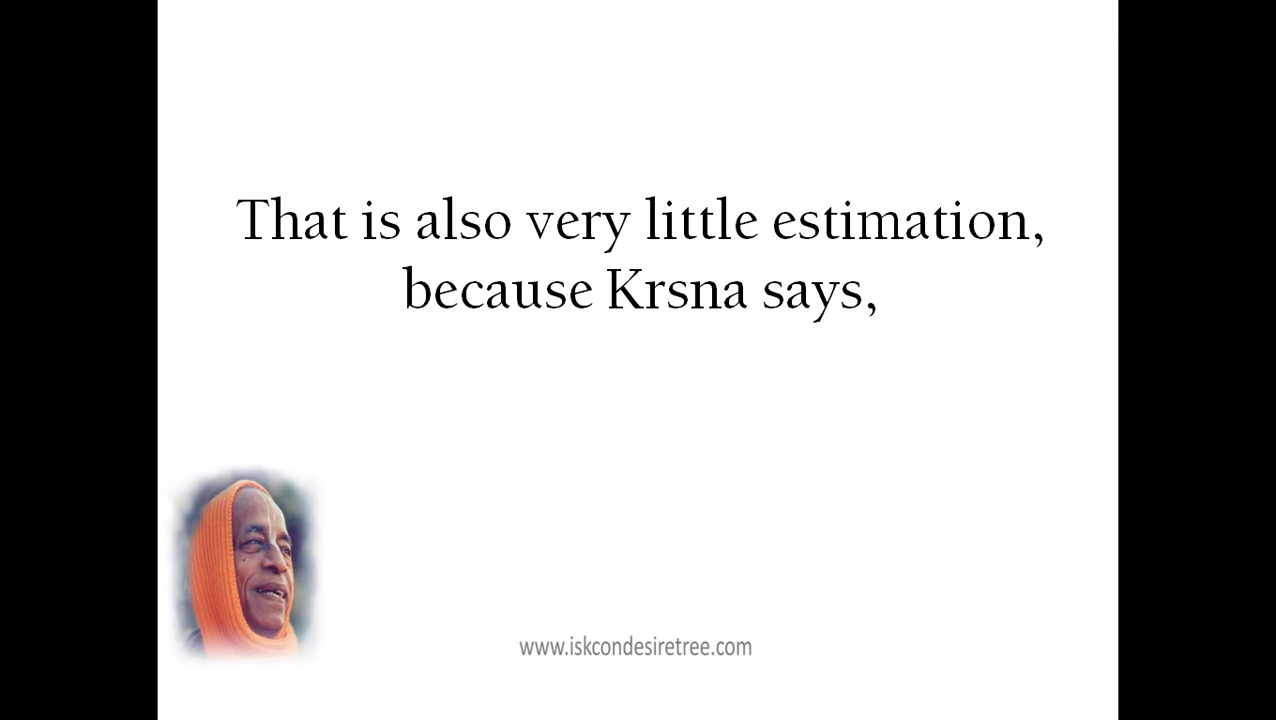 That is also very little estimation,
because Krsna says,
www.iskcondesiretree.com